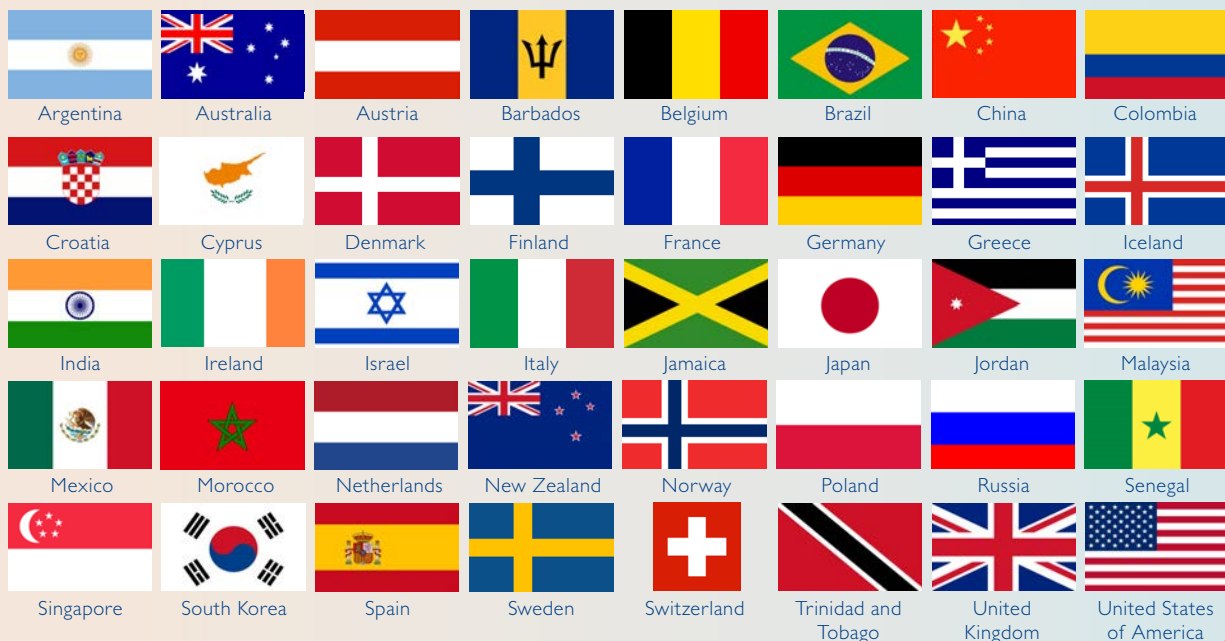 Argentina Australia Austria Barbados Belgium Brazil China Colombia
Croatia Cyprus Denmark Finland France Germany Greece Iceland
India Ireland Israel Italy Jamaica Japan Jordan Malaysia
Mexico Morocco Netherlands New Zealand Norway Poland Russia Senegal
Singapore South Korea Spain Sweden Switzerland Trinidad and United United States
Tobago Kingdom of America